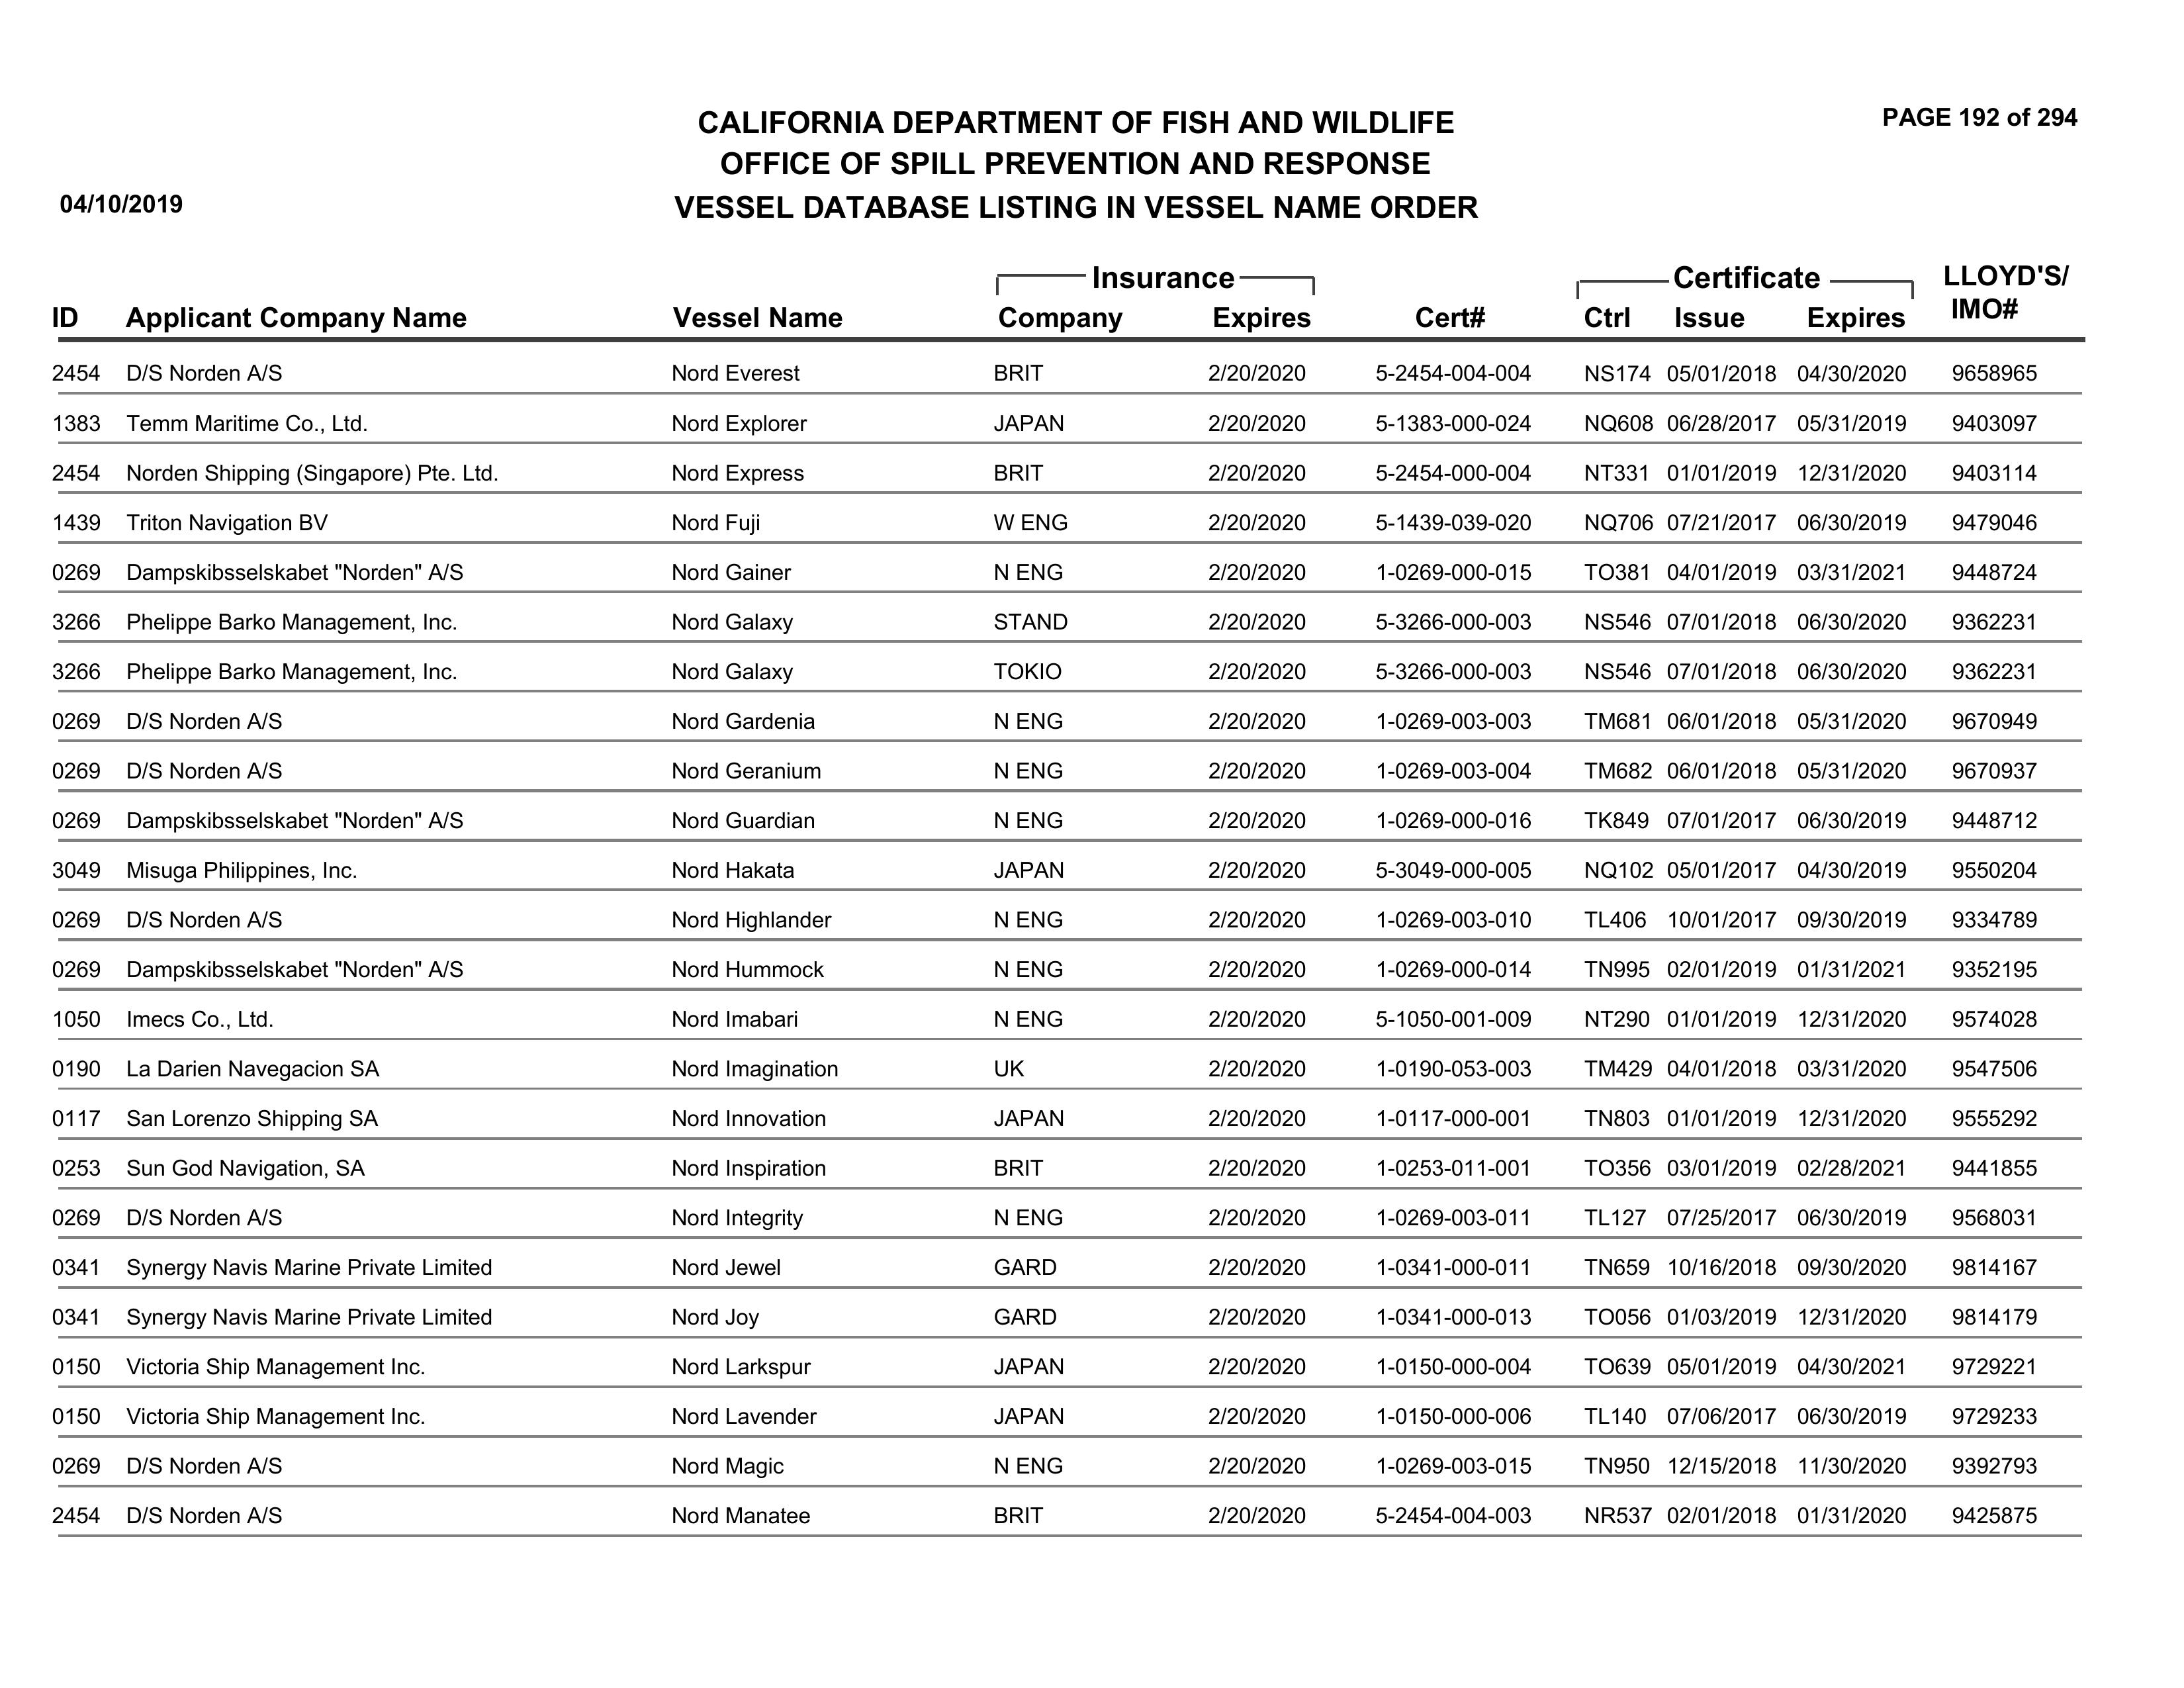 PAGE 192 of 294
CALIFORNIA DEPARTMENT OF FISH AND WILDLIFE
OFFICE OF SPILL PREVENTION AND RESPONSE
04/10/2019 VESSEL DATABASE LISTING IN VESSEL NAME ORDER
Insurance Certificate LLOYD'S/
ID Applicant Company Name Vessel Name Company Expires Cert# Ctrl Issue Expires IMO#
2454 D/S Norden A/S Nord Everest BRIT 2/20/2020 5-2454-004-004 NS174 05/01/2018 04/30/2020 9658965
1383 Temm Maritime Co., Ltd. Nord Explorer JAPAN 2/20/2020 5-1383-000-024 NQ608 06/28/2017 05/31/2019 9403097
2454 Norden Shipping (Singapore) Pte. Ltd. Nord Express BRIT 2/20/2020 5-2454-000-004 NT331 01/01/2019 12/31/2020 9403114
1439 Triton Navigation BV Nord Fuji W ENG 2/20/2020 5-1439-039-020 NQ706 07/21/2017 06/30/2019 9479046
0269 Dampskibsselskabet "Norden" A/S Nord Gainer N ENG 2/20/2020 1-0269-000-015 TO381 04/01/2019 03/31/2021 9448724
3266 Phelippe Barko Management, Inc. Nord Galaxy STAND 2/20/2020 5-3266-000-003 NS546 07/01/2018 06/30/2020 9362231
3266 Phelippe Barko Management, Inc. Nord Galaxy TOKIO 2/20/2020 5-3266-000-003 NS546 07/01/2018 06/30/2020 9362231
0269 D/S Norden A/S Nord Gardenia N ENG 2/20/2020 1-0269-003-003 TM681 06/01/2018 05/31/2020 9670949
0269 D/S Norden A/S Nord Geranium N ENG 2/20/2020 1-0269-003-004 TM682 06/01/2018 05/31/2020 9670937
0269 Dampskibsselskabet "Norden" A/S Nord Guardian N ENG 2/20/2020 1-0269-000-016 TK849 07/01/2017 06/30/2019 9448712
3049 Misuga Philippines, Inc. Nord Hakata JAPAN 2/20/2020 5-3049-000-005 NQ102 05/01/2017 04/30/2019 9550204
0269 D/S Norden A/S Nord Highlander N ENG 2/20/2020 1-0269-003-010 TL406 10/01/2017 09/30/2019 9334789
0269 Dampskibsselskabet "Norden" A/S Nord Hummock N ENG 2/20/2020 1-0269-000-014 TN995 02/01/2019 01/31/2021 9352195
1050 Imecs Co., Ltd. Nord Imabari N ENG 2/20/2020 5-1050-001-009 NT290 01/01/2019 12/31/2020 9574028
0190 La Darien Navegacion SA Nord Imagination UK 2/20/2020 1-0190-053-003 TM429 04/01/2018 03/31/2020 9547506
0117 San Lorenzo Shipping SA Nord Innovation JAPAN 2/20/2020 1-0117-000-001 TN803 01/01/2019 12/31/2020 9555292
0253 Sun God Navigation, SA Nord Inspiration BRIT 2/20/2020 1-0253-011-001 TO356 03/01/2019 02/28/2021 9441855
0269 D/S Norden A/S Nord Integrity N ENG 2/20/2020 1-0269-003-011 TL127 07/25/2017 06/30/2019 9568031
0341 Synergy Navis Marine Private Limited Nord Jewel GARD 2/20/2020 1-0341-000-011 TN659 10/16/2018 09/30/2020 9814167
0341 Synergy Navis Marine Private Limited Nord Joy GARD 2/20/2020 1-0341-000-013 TO056 01/03/2019 12/31/2020 9814179
0150 Victoria Ship Management Inc. Nord Larkspur JAPAN 2/20/2020 1-0150-000-004 TO639 05/01/2019 04/30/2021 9729221
0150 Victoria Ship Management Inc. Nord Lavender JAPAN 2/20/2020 1-0150-000-006 TL140 07/06/2017 06/30/2019 9729233
0269 D/S Norden A/S Nord Magic N ENG 2/20/2020 1-0269-003-015 TN950 12/15/2018 11/30/2020 9392793
2454 D/S Norden A/S Nord Manatee BRIT 2/20/2020 5-2454-004-003 NR537 02/01/2018 01/31/2020 9425875